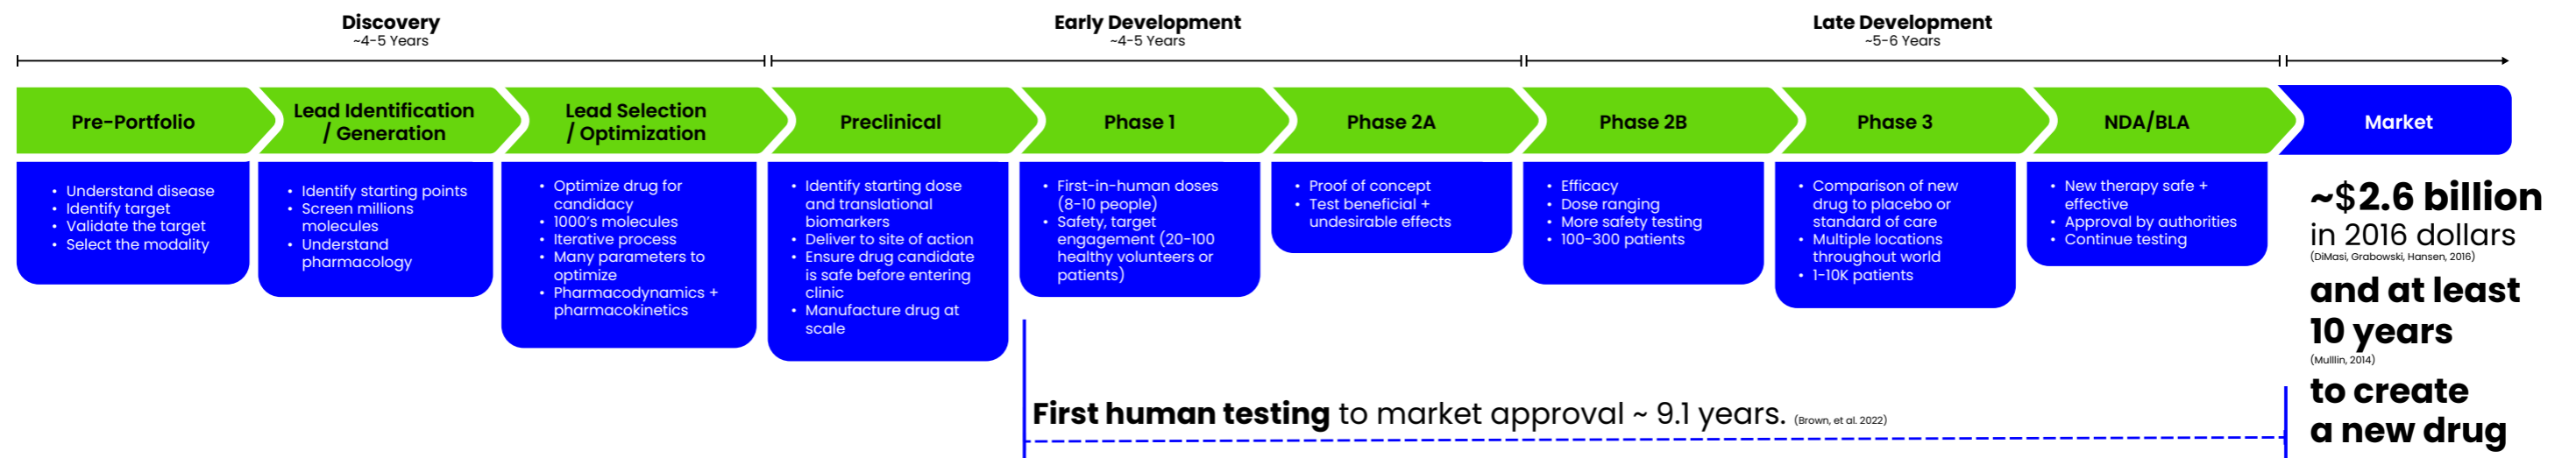 Discovery
~4-5 Years
Early Development
~4-5 Years
Late Development
~5-6 Years
Pre-Portfolio
Lead Identification
/ Generation
Lead Selection
/ Optimization
Preclinical
Phase 1
Phase 2A
Phase 2B
Phase 3
NDA/BLA
Market
• Understand disease
• Identify target
• Validate the target
• Select the modality
• Identify starting points
• Screen millions
molecules
• Understand
pharmacology
• Optimize drug for
candidacy
• 1000's molecules
• Iterative process
• Many parameters to
optimize
• Pharmacodynamics +
pharmacokinetics
• Identify starting dose
and translational
biomarkers
• Deliver to site of action
• Ensure drug candidate
is safe before entering
clinic
• Manufacture drug at
scale
• First-in-human doses
(8-10 people)
• Safety, target
engagement (20-100
healthy volunteers or
patients)
• Proof of concept
• Test beneficial +
undesirable effects
• Efficacy
• Dose ranging
• More safety testing
• 100-300 patients
• Comparison of new
drug to placebo or
standard of care
• Multiple locations
throughout world
• 1-10K patients
• New therapy safe +
effective
• Approval by authorities
• Continue testing
~$2.6 billion
in 2016 dollars
(DiMasi, Grabowski, Hansen, 2016)
and at least
10 years
(Mulllin, 2014)
to create
a new drug
First human testing to market approval ~ 9.1 years. (Brown, et al. 2022)